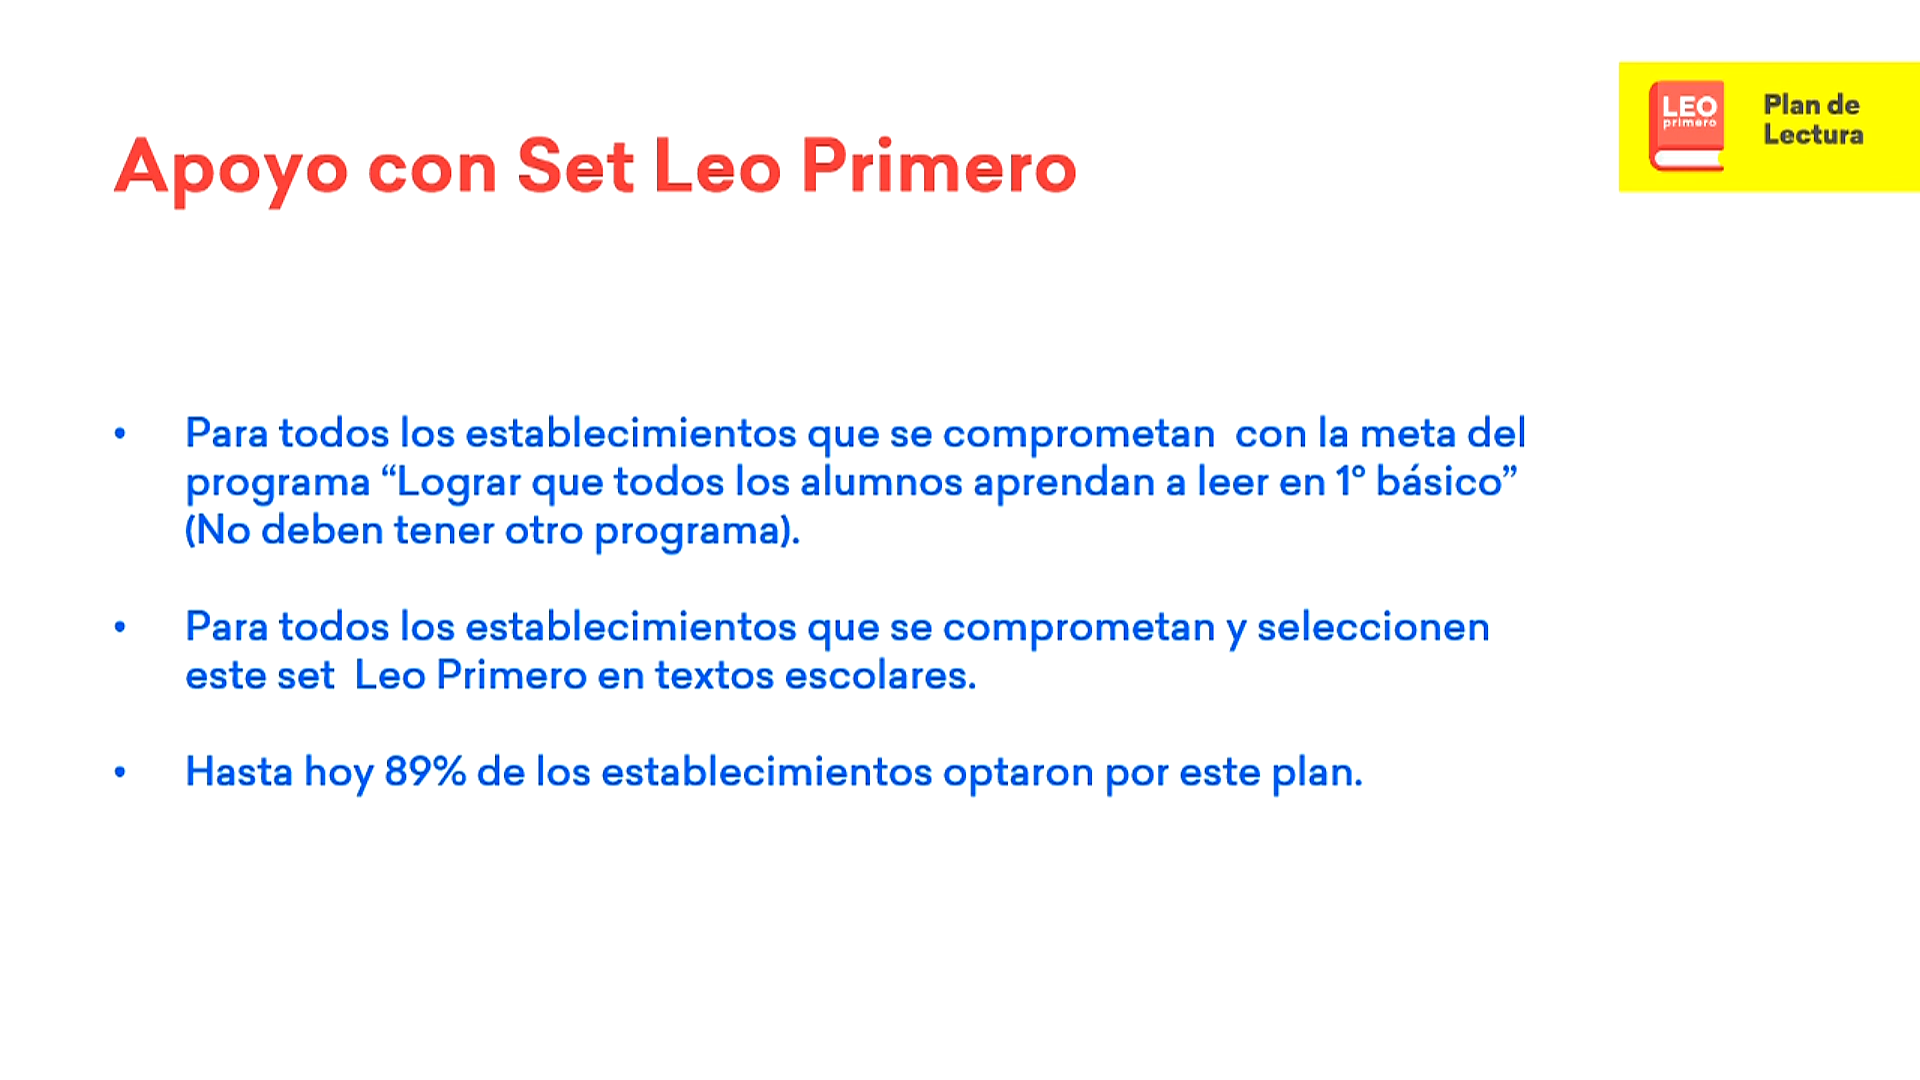 LEO
primero
Plan de
Lectura
Apoyo con Set Leo Primero
• Para todos los establecimientos que se comprometan  con la meta del
programa “Lograr que todos los alumnos aprendan a leer en 1° básico”
(No deben tener otro programa).
• Para todos los establecimientos que se comprometan y seleccionen
este set  Leo Primero en textos escolares.
• Hasta hoy 89% de los establecimientos optaron por este plan.